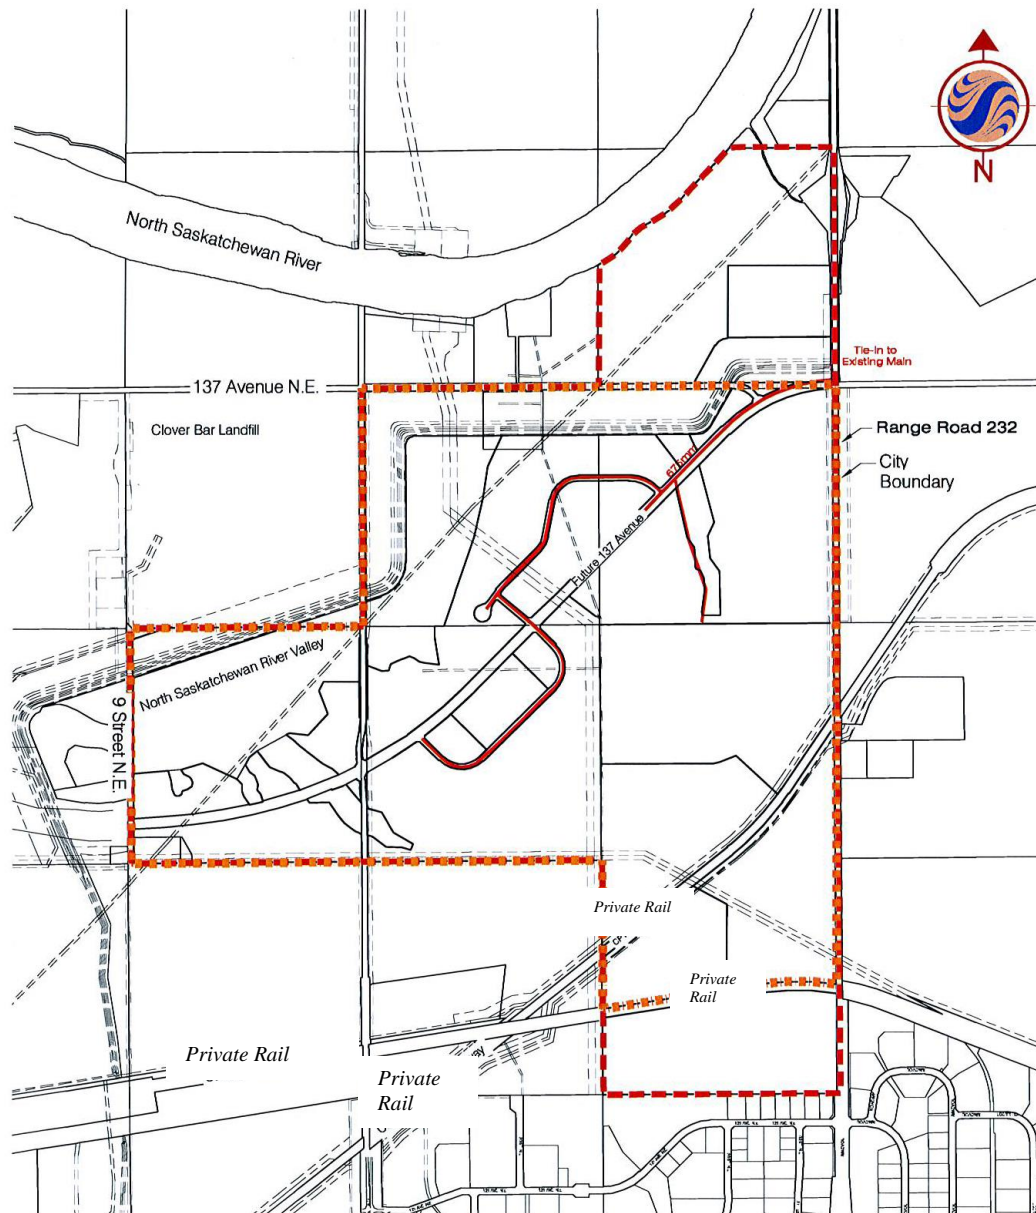 N
North Saskatchewan River
Tie-In to
Existing Main
137 Avenue N.E.
Clover Bar Landfill
Range Road 232
City
Boundary
Future 137 Avenue
North Saskatchewan River Valley
9 Street N.E.
Private Rail
Private
Rail
Private Rail
Private
Rail